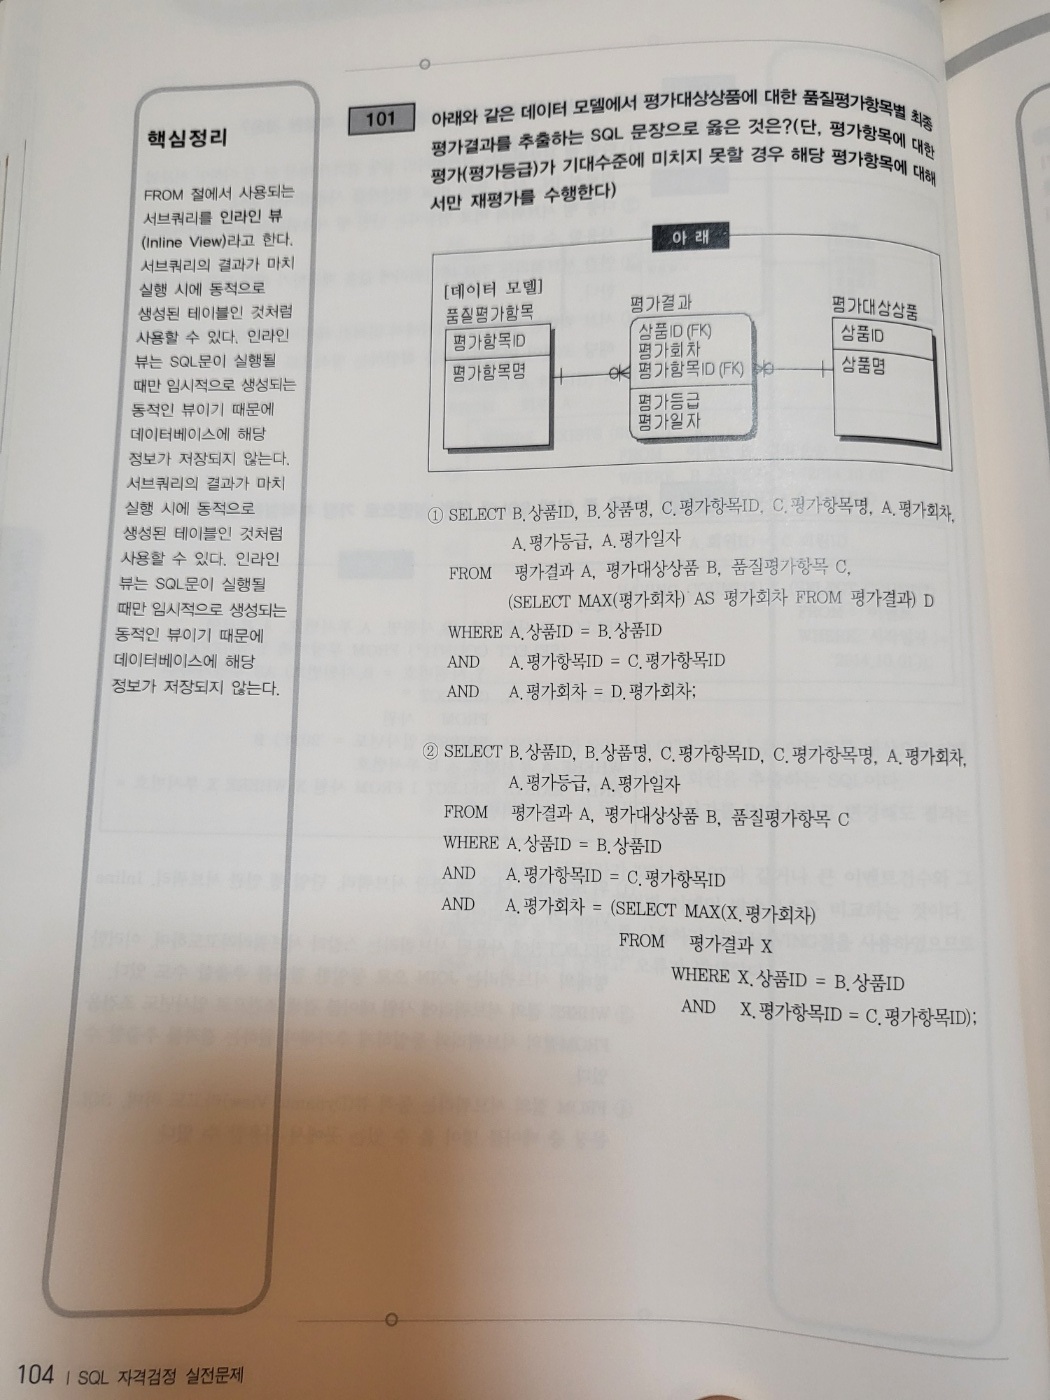 핵심정리
FROM 절에서 사용되는
서브쿼리를 인라인 뷰
(Inline View)라고 한다.
서브쿼리의 결과가 마치
실행 시에 동적으로
생성된 테이블인 것처럼
사용할 수 있다. 인라인
뷰는 SQL문이 실행될
때만 임시적으로 생성되는
동적인 뷰이기 때문에
데이터베이스에 해당
정보가 저장되지 않는다.
서브쿼리의 결과가 마치
실행 시에 동적으로
생성된 테이블인 것처럼
사용할 수 있다. 인라인
뷰는 SQL문이 실행될
때만 임시적으로 생성되는
동적인 뷰이기 때문에
데이터베이스에 해당
정보가 저장되지 않는다.
101
아래와 같은 데이터 모델에서 평가대상상품에 대한 품질평가항목별 최종
평가결과를 추출하는 SQL 문장으로 옳은 것은?(단, 평가항목에 대한
평가(평가등급)가 기대수준에 미치지 못할 경우 해당 평가항목에 대해
서만 재평가를 수행한다)
아 래
[데이터 모델]
품질평가항목
평가항목ID
평가항목명
평가결과
상품ID (FK)
평가회차
평가항목ID (FK)
평가등급
평가일자
평가대상상품
상품ID
상품명
① SELECT B.상품ID, B.상품명, C.평가항목ID, C.평가항목명, A.평가회차,
A.평가등급, A.평가일자
FROM 평가결과 A, 평가대상상품 B, 품질평가항목 C,
(SELECT MAX(평가회차) AS 평가회차 FROM 평가결과) D
WHERE A.상품ID = B.상품ID
AND A.평가항목ID = C.평가항목ID
AND A.평가회차 = D.평가회차;
② SELECT B.상품ID, B.상품명, C.평가항목ID, C.평가항목명, A.평가회차,
A.평가등급, A.평가일자
FROM 평가결과 A, 평가대상상품 B, 품질평가항목 C
WHERE A.상품ID = B.상품ID
AND A.평가항목ID = C.평가항목ID
AND A.평가회차 = (SELECT MAX(X.평가회차)
FROM 평가결과 X
WHERE X.상품ID = B.상품ID
AND X.평가항목ID = C.평가항목ID);
104 | SQL 자격검정 실전문제